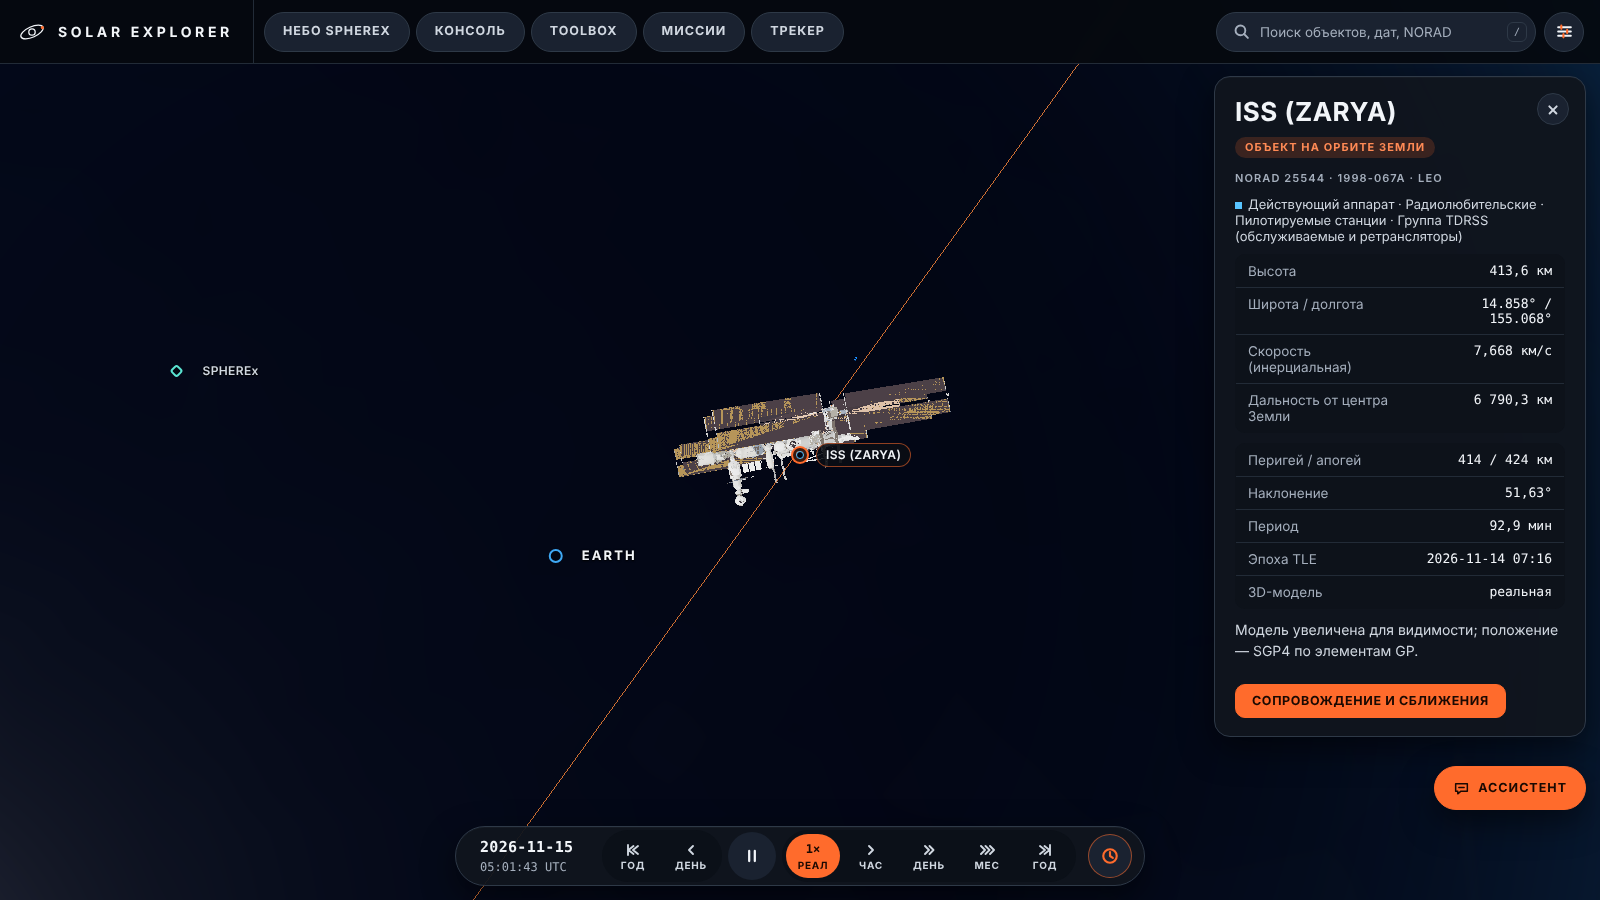 SOLAR EXPLORER
НЕБО SPHEREX
КОНСОЛЬ
TOOLBOX
МИССИИ
ТРЕКЕР
Поиск объектов, дат, NORAD
/
ISS (ZARYA)
ОБЪЕКТ НА ОРБИТЕ ЗЕМЛИ
NORAD 25544 · 1998-067A · LEO
Действующий аппарат · Радиолюбительские ·
Пилотируемые станции · Группа TDRSS
(обслуживаемые и ретрансляторы)
Высота 413,6 км
Широта / долгота 14.858° /
155.068°
Скорость 7,668 км/с
(инерциальная)
Дальность от центра 6 790,3 км
Земли
Перигей / апогей 414 / 424 км
Наклонение 51,63°
Период 92,9 мин
Эпоха TLE 2026-11-14 07:16
3D-модель реальная
Модель увеличена для видимости; положение
— SGP4 по элементам GP.
СОПРОВОЖДЕНИЕ И СБЛИЖЕНИЯ
АССИСТЕНТ
SPHEREx
ISS (ZARYA)
EARTH
2026-11-15
05:01:43 UTC
ГОД
ДЕНЬ
1×
РЕАЛ
ЧАС
ДЕНЬ
МЕС
ГОД